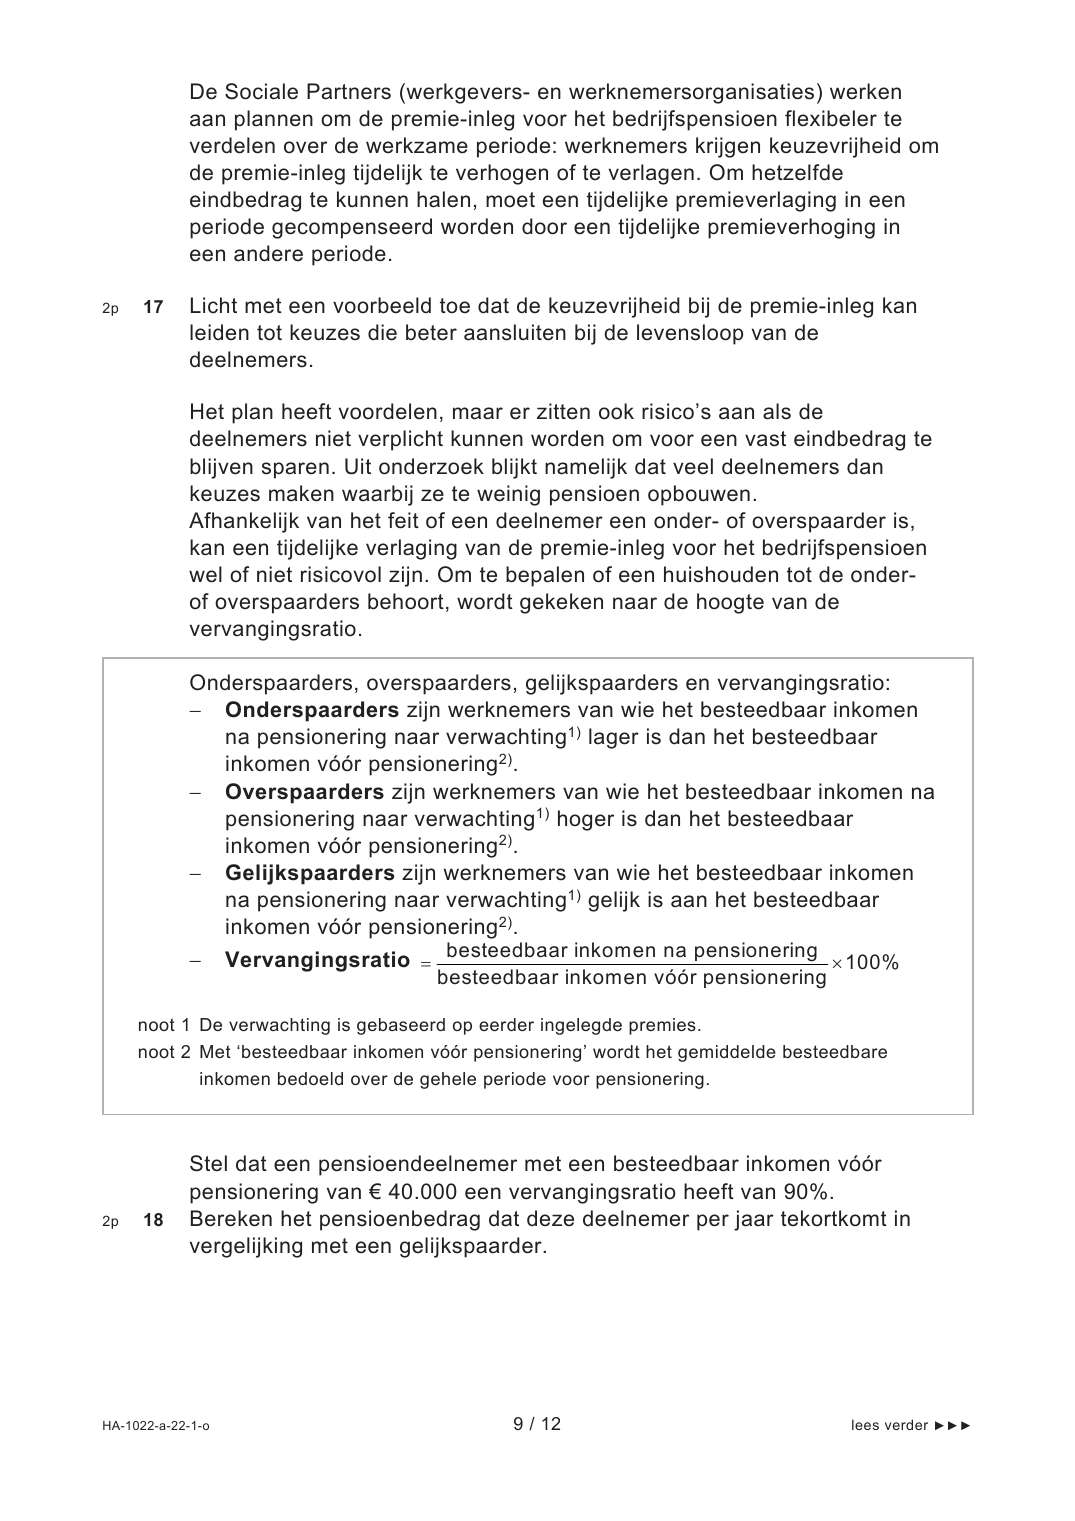 De Sociale Partners (werkgevers- en werknemersorganisaties) werken
aan plannen om de premie-inleg voor het bedrijfspensioen flexibeler te
verdelen over de werkzame periode: werknemers krijgen keuzevrijheid om
de premie-inleg tijdelijk te verhogen of te verlagen. Om hetzelfde
eindbedrag te kunnen halen, moet een tijdelijke premieverlaging in een
periode gecompenseerd worden door een tijdelijke premieverhoging in
een andere periode.
2p 17 Licht met een voorbeeld toe dat de keuzevrijheid bij de premie-inleg kan
leiden tot keuzes die beter aansluiten bij de levensloop van de
deelnemers.
Het plan heeft voordelen, maar er zitten ook risico’s aan als de
deelnemers niet verplicht kunnen worden om voor een vast eindbedrag te
blijven sparen. Uit onderzoek blijkt namelijk dat veel deelnemers dan
keuzes maken waarbij ze te weinig pensioen opbouwen.
Afhankelijk van het feit of een deelnemer een onder- of overspaarder is,
kan een tijdelijke verlaging van de premie-inleg voor het bedrijfspensioen
wel of niet risicovol zijn. Om te bepalen of een huishouden tot de onder-
of overspaarders behoort, wordt gekeken naar de hoogte van de
vervangingsratio.
Onderspaarders, overspaarders, gelijkspaarders en vervangingsratio:
– Onderspaarders zijn werknemers van wie het besteedbaar inkomen
na pensionering naar verwachting1) lager is dan het besteedbaar
inkomen vóór pensionering2).
– Overspaarders zijn werknemers van wie het besteedbaar inkomen na
pensionering naar verwachting1) hoger is dan het besteedbaar
inkomen vóór pensionering2).
– Gelijkspaarders zijn werknemers van wie het besteedbaar inkomen
na pensionering naar verwachting1) gelijk is aan het besteedbaar
inkomen vóór pensionering2).
besteedbaar inkomen na pensionering
– Vervangingsratio = ×100%
besteedbaar inkomen vóór pensionering
noot 1 De verwachting is gebaseerd op eerder ingelegde premies.
noot 2 Met ‘besteedbaar inkomen vóór pensionering’ wordt het gemiddelde besteedbare
inkomen bedoeld over de gehele periode voor pensionering.
Stel dat een pensioendeelnemer met een besteedbaar inkomen vóór
pensionering van € 40.000 een vervangingsratio heeft van 90%.
2p 18 Bereken het pensioenbedrag dat deze deelnemer per jaar tekortkomt in
vergelijking met een gelijkspaarder.
HA-1022-a-22-1-o 9 / 12 lees verder ►►►